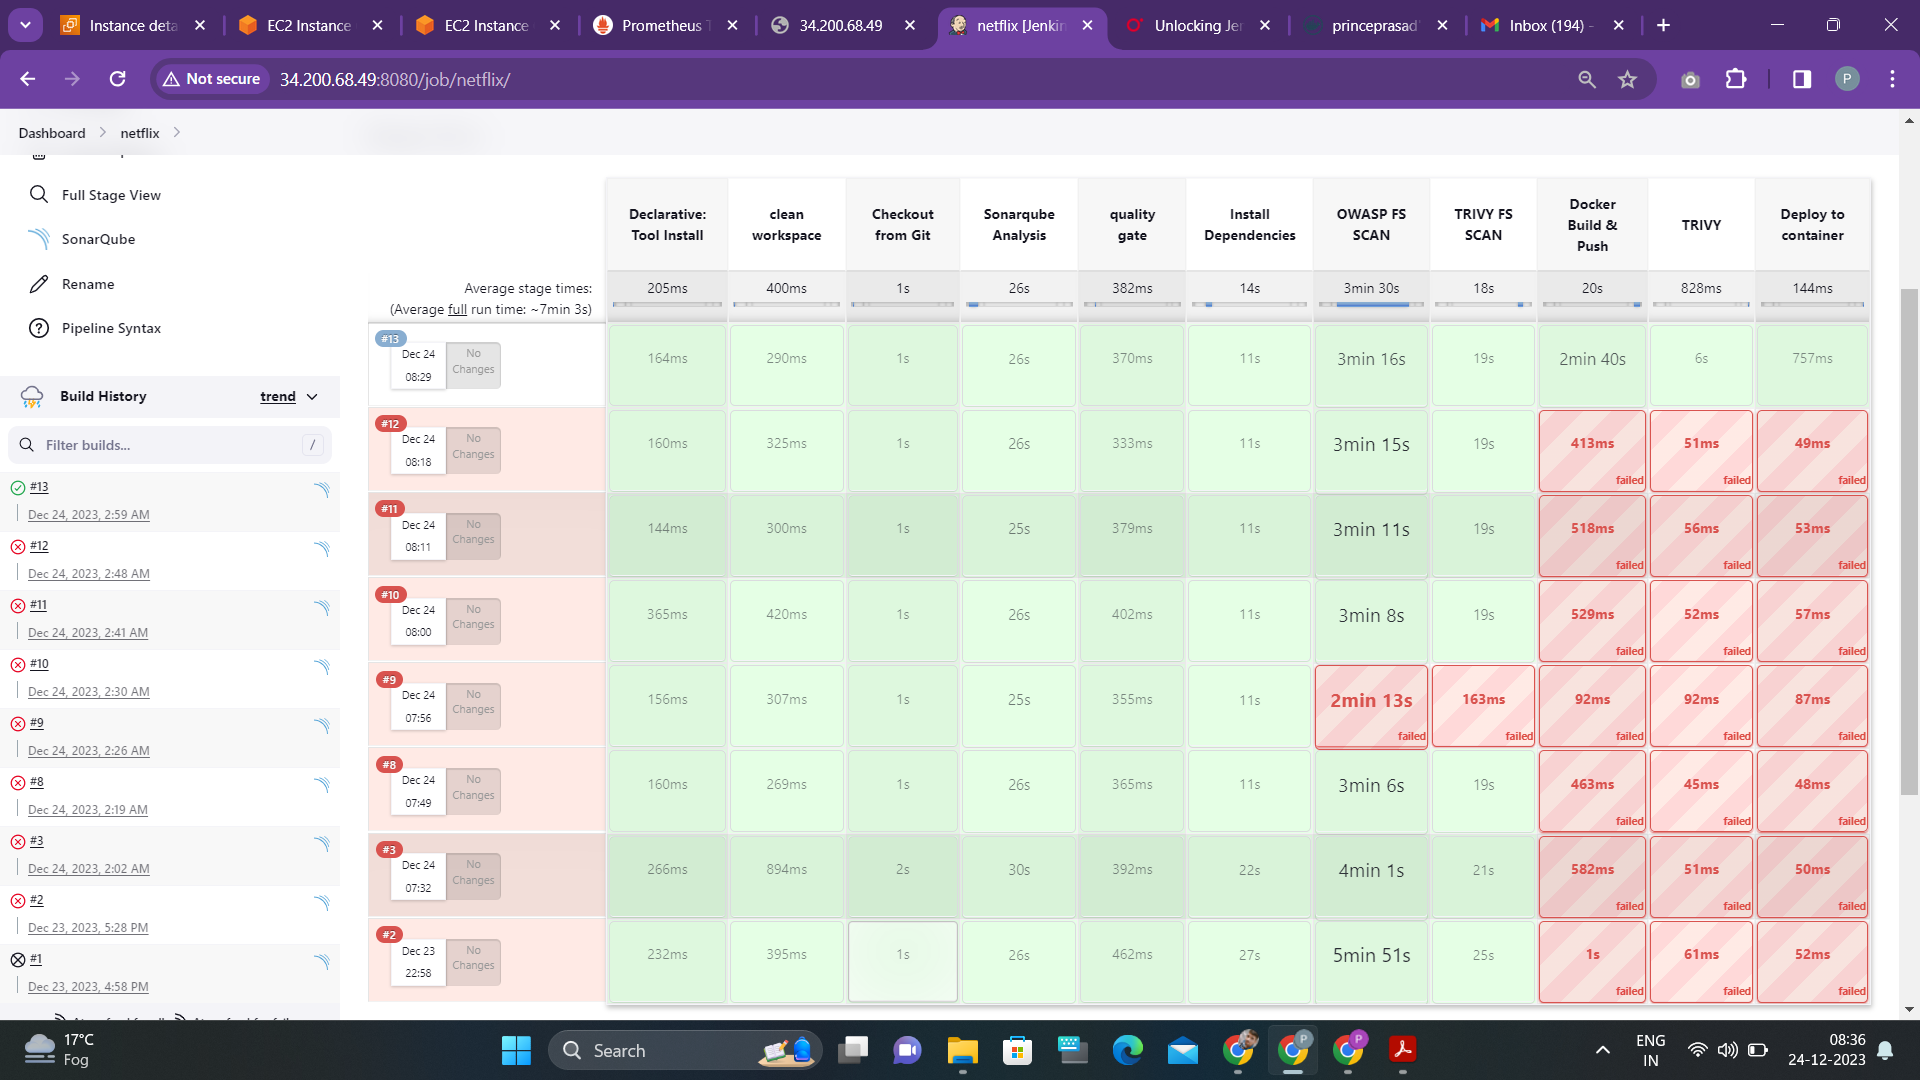 Instance deta
EC2 Instance
EC2 Instance
Prometheus T
34.200.68.49
netflix [Jenkin
Unlocking Jer
princeprasad
Inbox (194) -
Not secure
34.200.68.49:8080/job/netflix/
P
Dashboard
netflix
Full Stage View
SonarQube
Rename
Pipeline Syntax
Build History
trend
Filter builds...
/
#13
Dec 24, 2023, 2:59 AM
#12
Dec 24, 2023, 2:48 AM
#11
Dec 24, 2023, 2:41 AM
#10
Dec 24, 2023, 2:30 AM
#9
Dec 24, 2023, 2:26 AM
#8
Dec 24, 2023, 2:19 AM
#3
Dec 24, 2023, 2:02 AM
#2
Dec 23, 2023, 5:28 PM
#1
Dec 23, 2023, 4:58 PM
Declarative: Tool Install
clean workspace
Checkout from Git
Sonarqube Analysis
quality gate
Install Dependencies
OWASP FS SCAN
TRIVY FS SCAN
Docker Build & Push
TRIVY
Deploy to container
Average stage times:
(Average full run time: ~7min 3s)
205ms 400ms 1s 26s 382ms 14s 3min 30s 18s 20s 828ms 144ms
#13
Dec 24
08:29
No Changes
164ms 290ms 1s 26s 370ms 11s 3min 16s 19s 2min 40s 6s 757ms
#12
Dec 24
08:18
No Changes
160ms 325ms 1s 26s 333ms 11s 3min 15s 19s 413ms 51ms 49ms
failed failed failed
#11
Dec 24
08:11
No Changes
144ms 300ms 1s 25s 379ms 11s 3min 11s 19s 518ms 56ms 53ms
failed failed failed
#10
Dec 24
08:00
No Changes
365ms 420ms 1s 26s 402ms 11s 3min 8s 19s 529ms 52ms 57ms
failed failed failed
#9
Dec 24
07:56
No Changes
156ms 307ms 1s 25s 355ms 11s 2min 13s 163ms 92ms 92ms 87ms
failed failed failed failed failed
#8
Dec 24
07:49
No Changes
160ms 269ms 1s 26s 365ms 11s 3min 6s 19s 463ms 45ms 48ms
failed failed failed
#3
Dec 24
07:32
No Changes
266ms 894ms 2s 30s 392ms 22s 4min 1s 21s 582ms 51ms 50ms
failed failed failed
#2
Dec 23
22:58
No Changes
232ms 395ms 1s 26s 462ms 27s 5min 51s 25s 1s 61ms 52ms
failed failed failed
17°C
Fog
Search
P
P
ENG
IN
08:36
24-12-2023